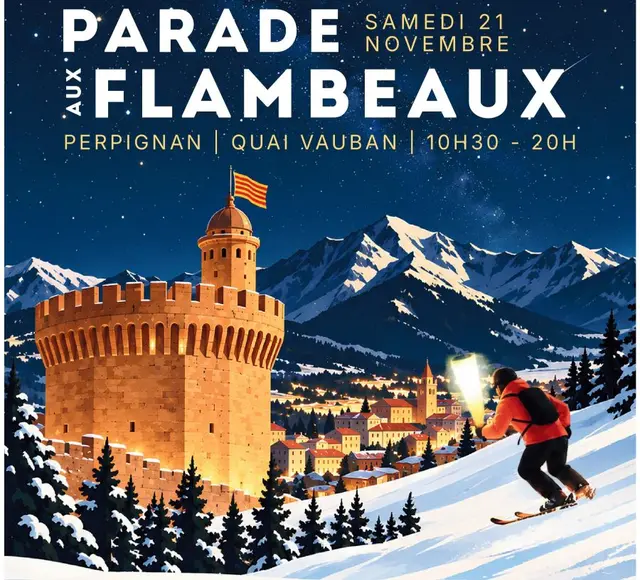 PARADE
SAMEDI 21
NOVEMBRE
AUX
FLAMBEAUX
PERPIGNAN | QUAI VAUBAN | 10H30 - 20H